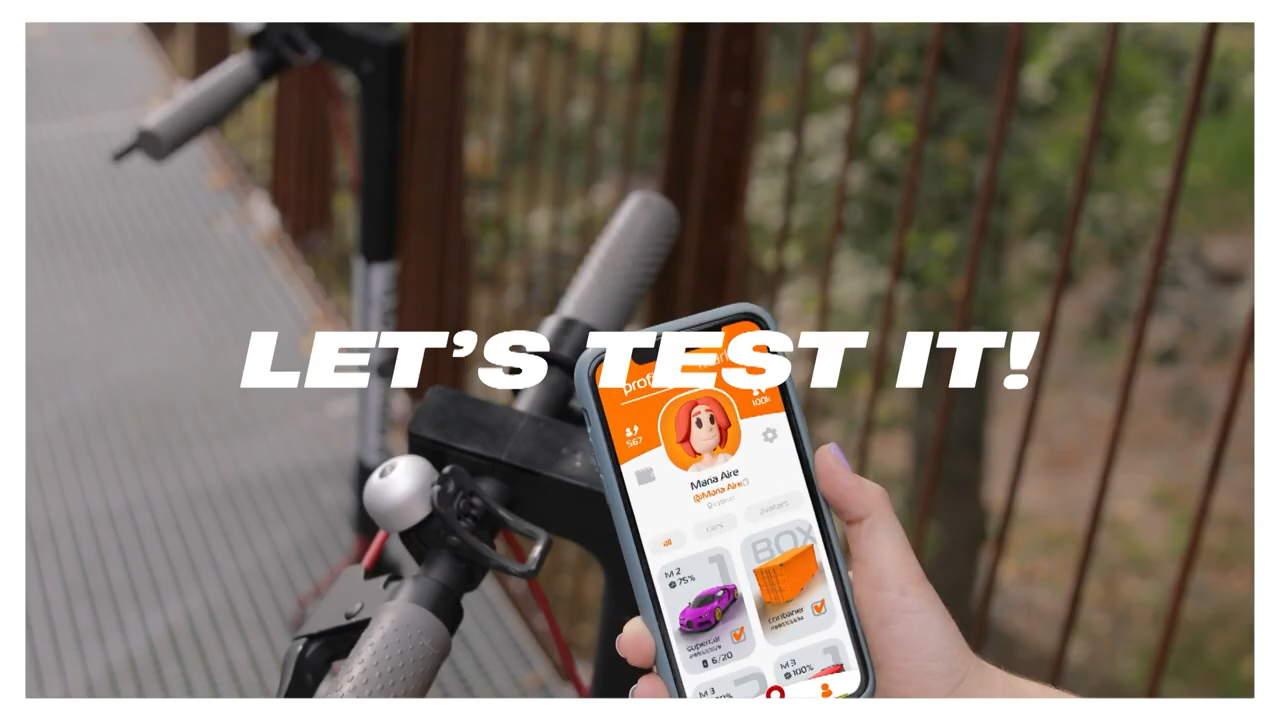 LET'S TEST IT!
567
100k
Maria Aire
@Maria Aire
all
cars
avatars
M 2
75%
BOX
supercar
container
6/20
M 3
M 3
100%